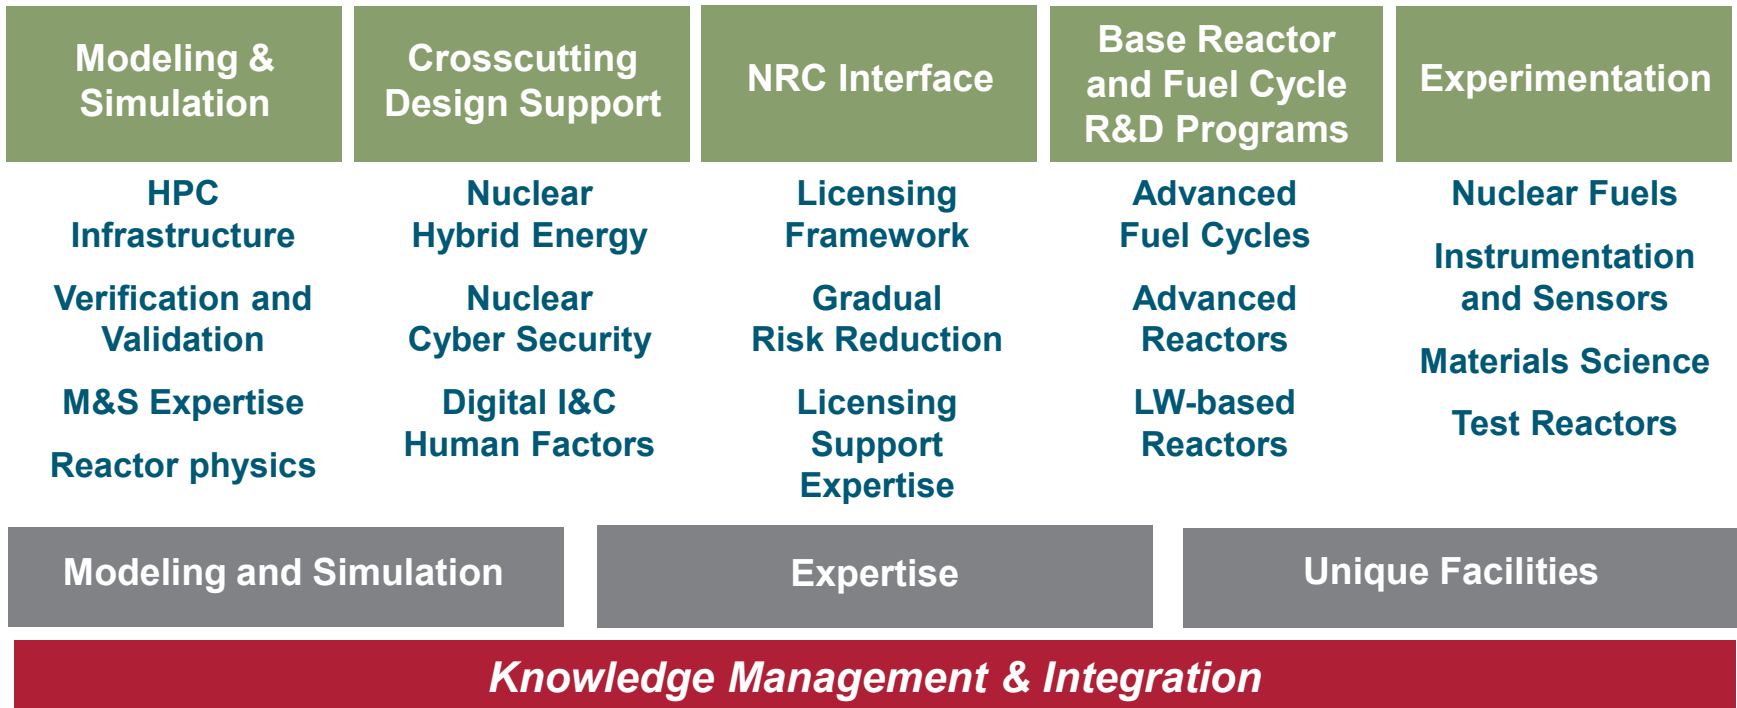 Modeling &
Simulation
Crosscutting
Design Support
NRC Interface
Base Reactor
and Fuel Cycle
R&D Programs
Experimentation
HPC
Infrastructure
Verification and
Validation
M&S Expertise
Reactor physics
Nuclear
Hybrid Energy
Nuclear
Cyber Security
Digital I&C
Human Factors
Licensing
Framework
Gradual
Risk Reduction
Licensing
Support
Expertise
Advanced
Fuel Cycles
Advanced
Reactors
LW-based
Reactors
Nuclear Fuels
Instrumentation
and Sensors
Materials Science
Test Reactors
Modeling and Simulation
Expertise
Unique Facilities
Knowledge Management & Integration